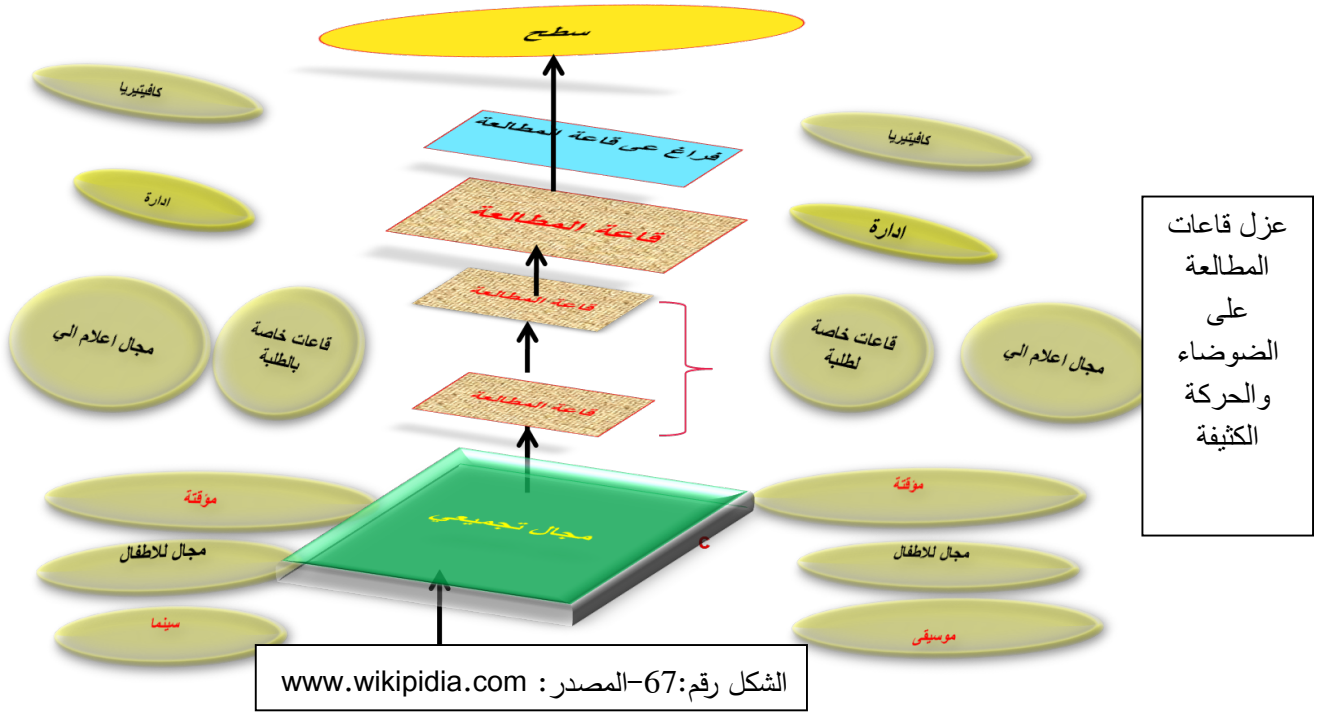 سطح
كافيتيريا
كافيتيريا
فراغ عى قاعة المطالعة
ادارة
ادارة
قاعة المطالعة
عزل قاعات
المطالعة
على
الضوضاء
والحركة
الكثيفة
قاعة المطالعة
قاعات خاصة
لطلبة
مجال اعلام الي
قاعات خاصة
بالطلبة
مجال اعلام الي
قاعة المطالعة
مؤقتة
مؤقتة
مجال تجميعي
c
مجال للاطفال
مجال للاطفال
موسيقى
سينما
الشكل رقم:67-المصدر: www.wikipidia.com